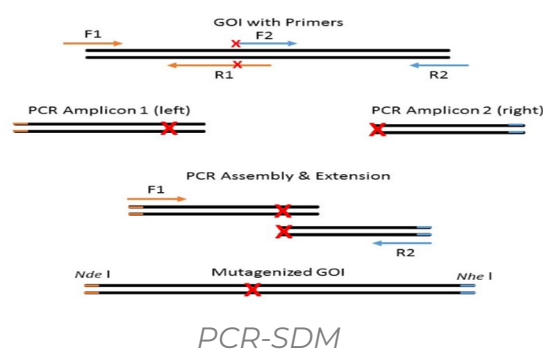 GOI with Primers
F1
F2
R1
R2
PCR Amplicon 1 (left)
PCR Amplicon 2 (right)
PCR Assembly & Extension
F1
R2
Nde I
Mutagenized GOI
Nhe I
PCR-SDM